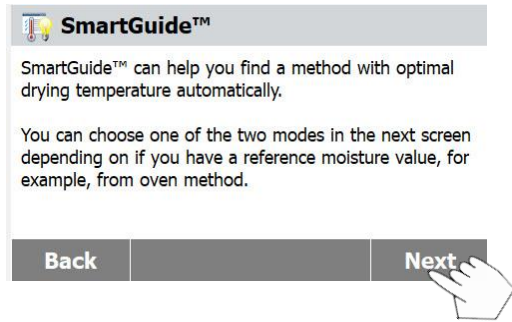 SmartGuide™
SmartGuide™ can help you find a method with optimal
drying temperature automatically.
You can choose one of the two modes in the next screen
depending on if you have a reference moisture value, for
example, from oven method.
Back
Next